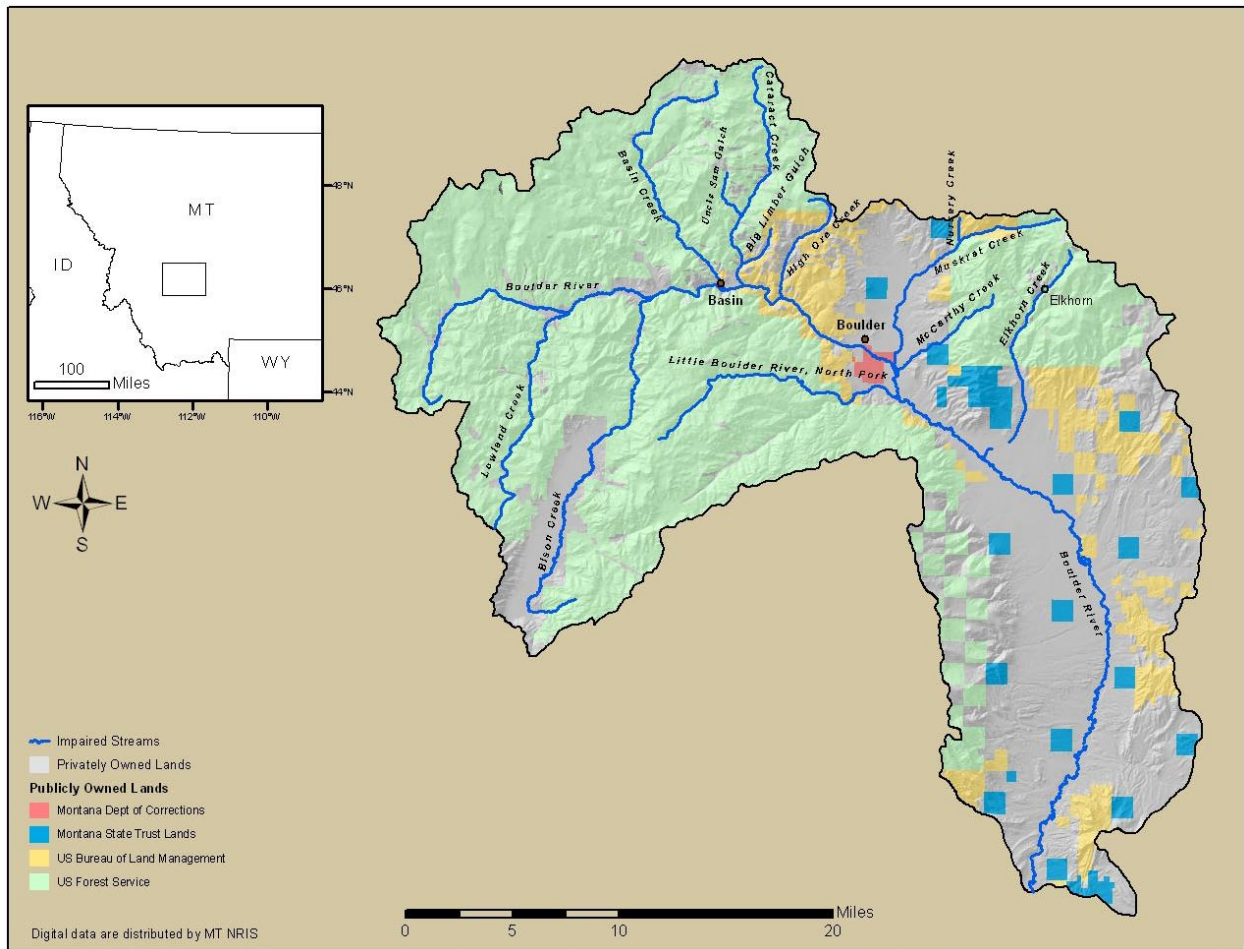 MT
ID
WY
48°N
46°N
44°N
116°W
114°W
112°W
110°W
100
Miles
N
W
E
S
Cataract Creek
Basin Creek
Uncle Sam Gulch
Big Limber Gulch
High Ore Creek
Nursery Creek
Muskrat Creek
McCarthy Creek
Elkhorn Creek
Elkhorn
Boulder River
Basin
Boulder
Little Boulder River, North Fork
Lowland Creek
Bison Creek
Boulder River
Impaired Streams
Privately Owned Lands
Publicly Owned Lands
Montana Dept of Corrections
Montana State Trust Lands
US Bureau of Land Management
US Forest Service
Digital data are distributed by MT NRIS
Miles
0 5 10 20